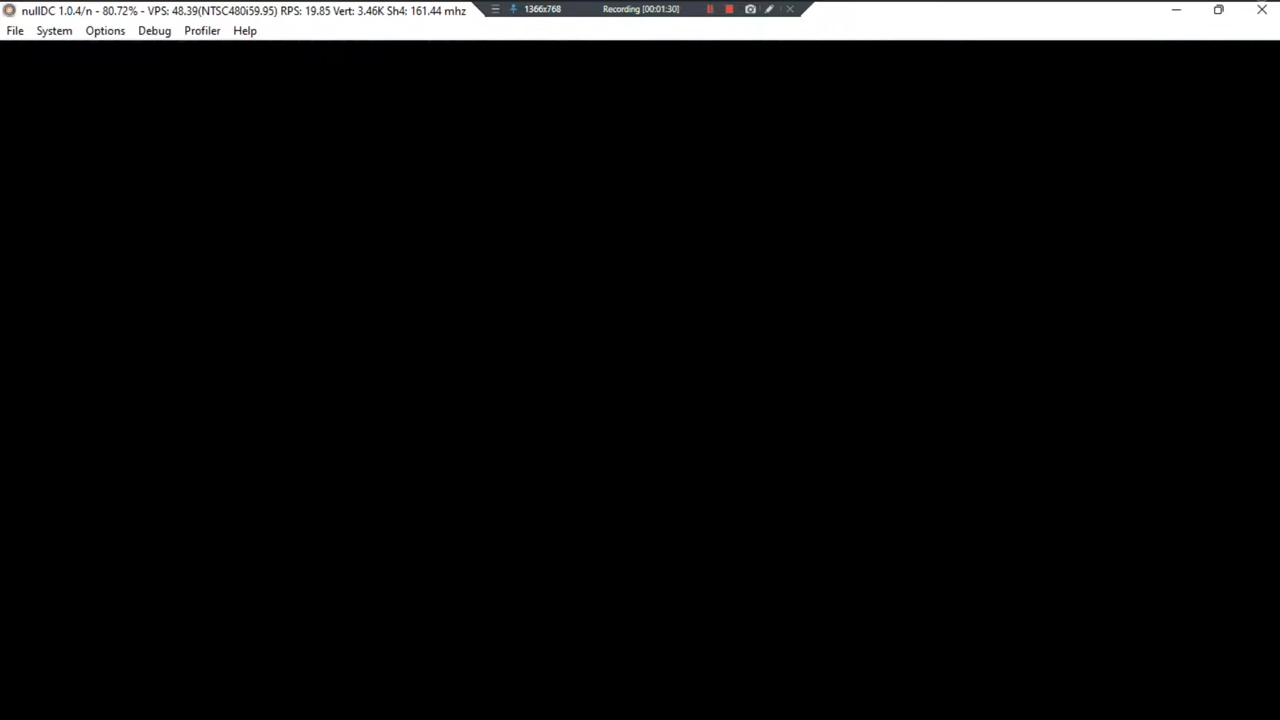 nullDC 1.0.4/n - 80.72% - VPS: 48.39(NTSC480i59.95) RPS: 19.85 Vert: 3.46K Sh4: 161.44 mhz
1366x768
Recording [00:01:30]
File System Options Debug Profiler Help